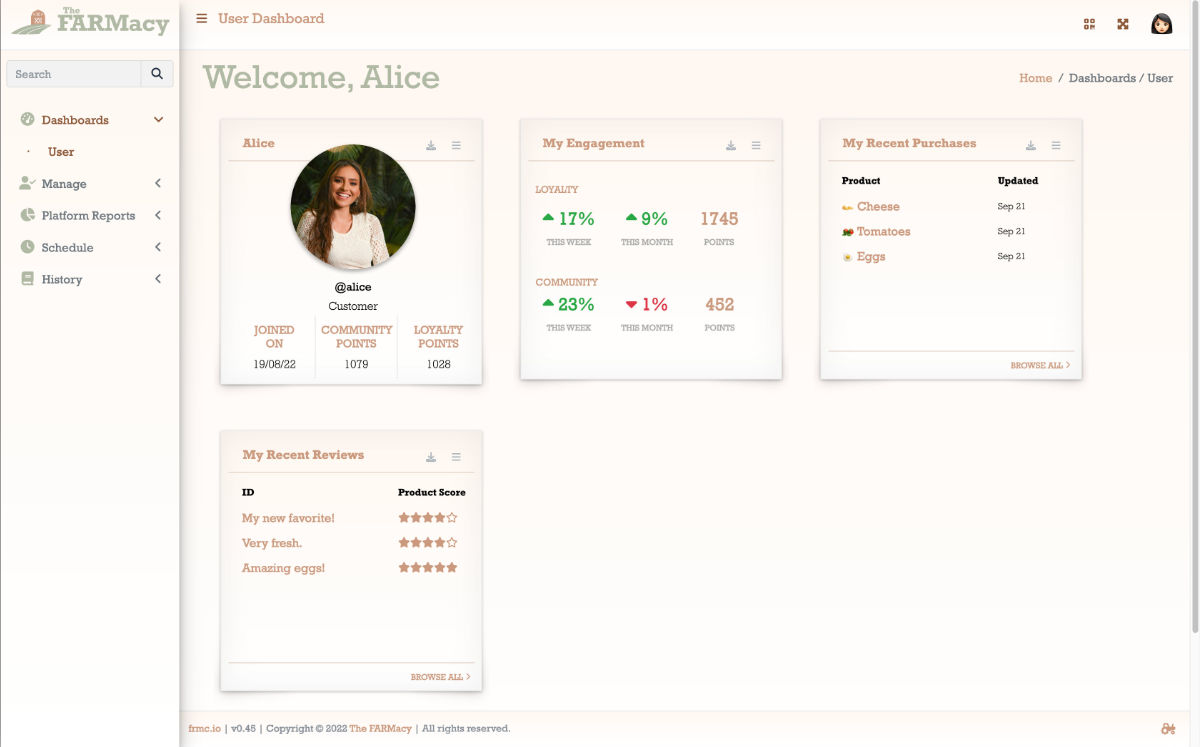 The
FARMacy
User Dashboard
Search
Dashboards
User
Manage
Platform Reports
Schedule
History
Welcome, Alice
Home / Dashboards / User
Alice
@alice
Customer
JOINED ON
COMMUNITY POINTS
LOYALTY POINTS
19/08/22
1079
1028
My Engagement
LOYALTY
17% 9% 1745
THIS WEEK THIS MONTH POINTS
COMMUNITY
23% 1% 452
THIS WEEK THIS MONTH POINTS
My Recent Purchases
Product Updated
Cheese Sep 21
Tomatoes Sep 21
Eggs Sep 21
BROWSE ALL
My Recent Reviews
ID Product Score
My new favorite!
Very fresh.
Amazing eggs!
BROWSE ALL
frmc.io | v0.45 | Copyright © 2022 The FARMacy | All rights reserved.